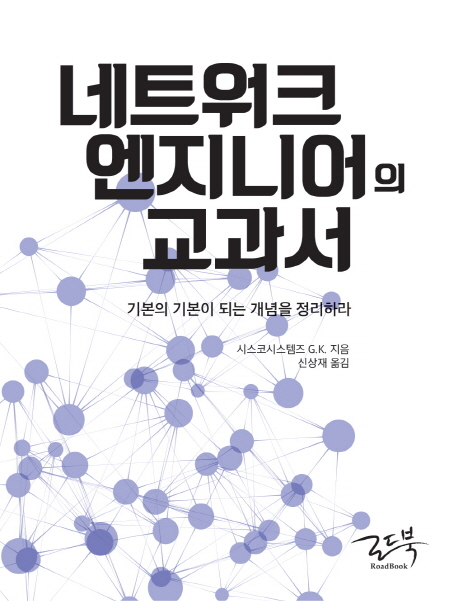 네트워크
엔지니어의
교과서
기본의 기본이 되는 개념을 정리하라
시스코시스템즈 G.K. 지음
신상재 옮김
로드북
RoadBook